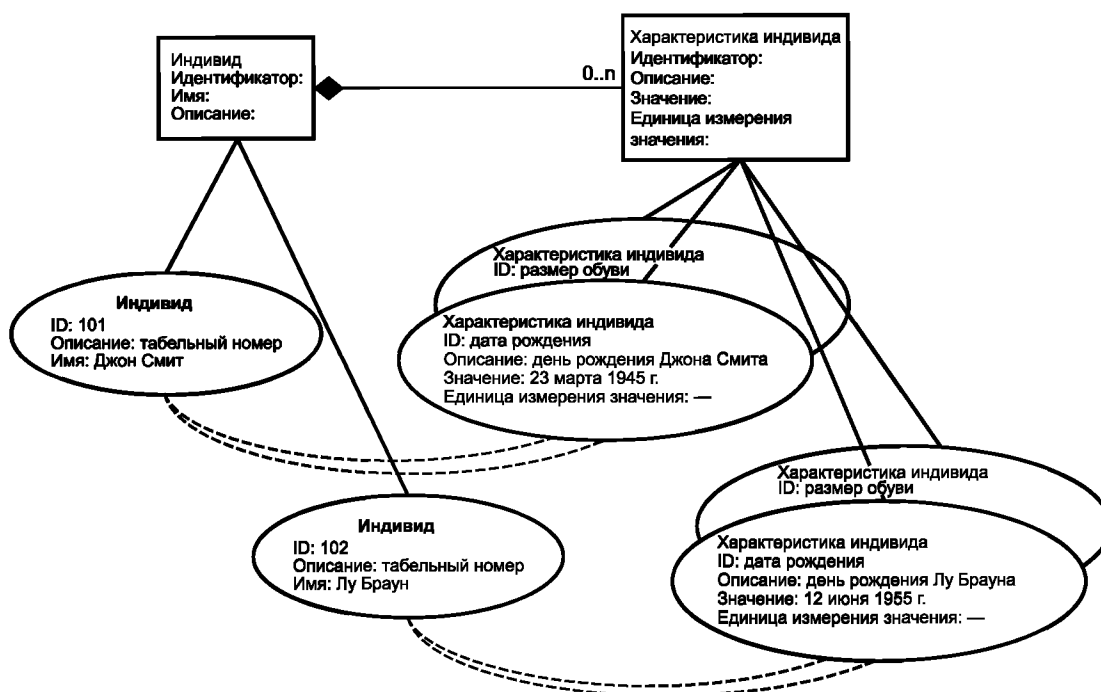 Индивид
Идентификатор:
Имя:
Описание:
0..n
Характеристика индивида
Идентификатор:
Описание:
Значение:
Единица измерения
значения:
Характеристика индивида
ID: размер обуви
Индивид
ID: 101
Описание: табельный номер
Имя: Джон Смит
Характеристика индивида
ID: дата рождения
Описание: день рождения Джона Смита
Значение: 23 марта 1945 г.
Единица измерения значения: —
Характеристика индивида
ID: размер обуви
Индивид
ID: 102
Описание: табельный номер
Имя: Лу Браун
Характеристика индивида
ID: дата рождения
Описание: день рождения Лу Брауна
Значение: 12 июня 1955 г.
Единица измерения значения: —